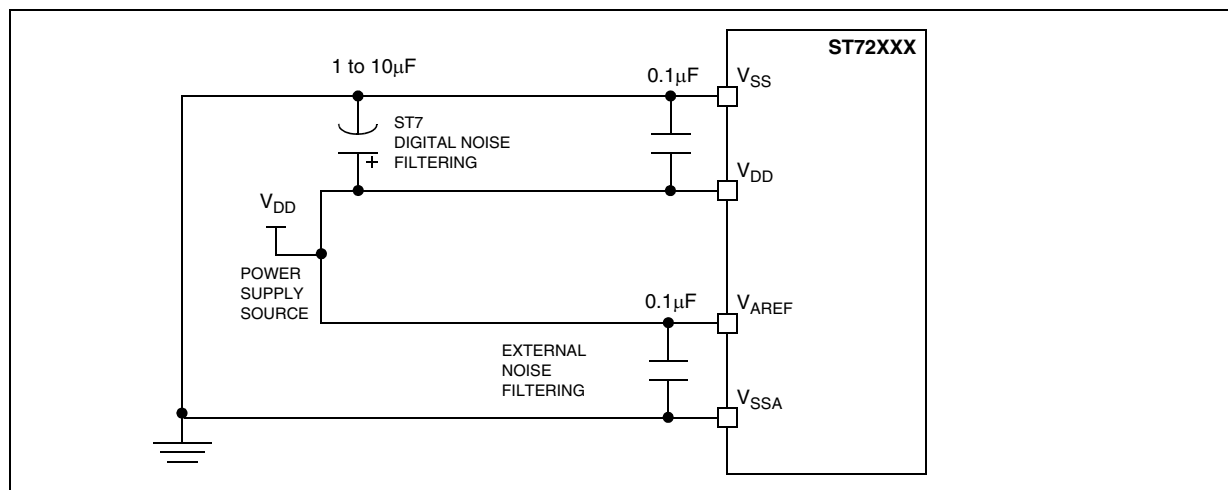 ST72XXX
1 to 10μF
0.1μF
VSS
ST7
DIGITAL NOISE
FILTERING
+
VDD
VDD
POWER
SUPPLY
SOURCE
0.1μF
VAREF
EXTERNAL
NOISE
FILTERING
VSSA